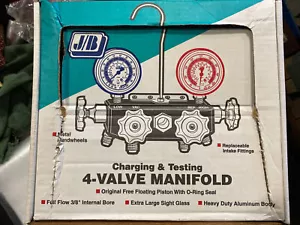 J/B
Metal
Handwheels
Replaceable
Intake Fittings
Charging & Testing
4-VALVE MANIFOLD
• Original Free Floating Piston With O-Ring Seal
• Full Flow 3/8" Internal Bore • Extra Large Sight Glass • Heavy Duty Aluminum Body